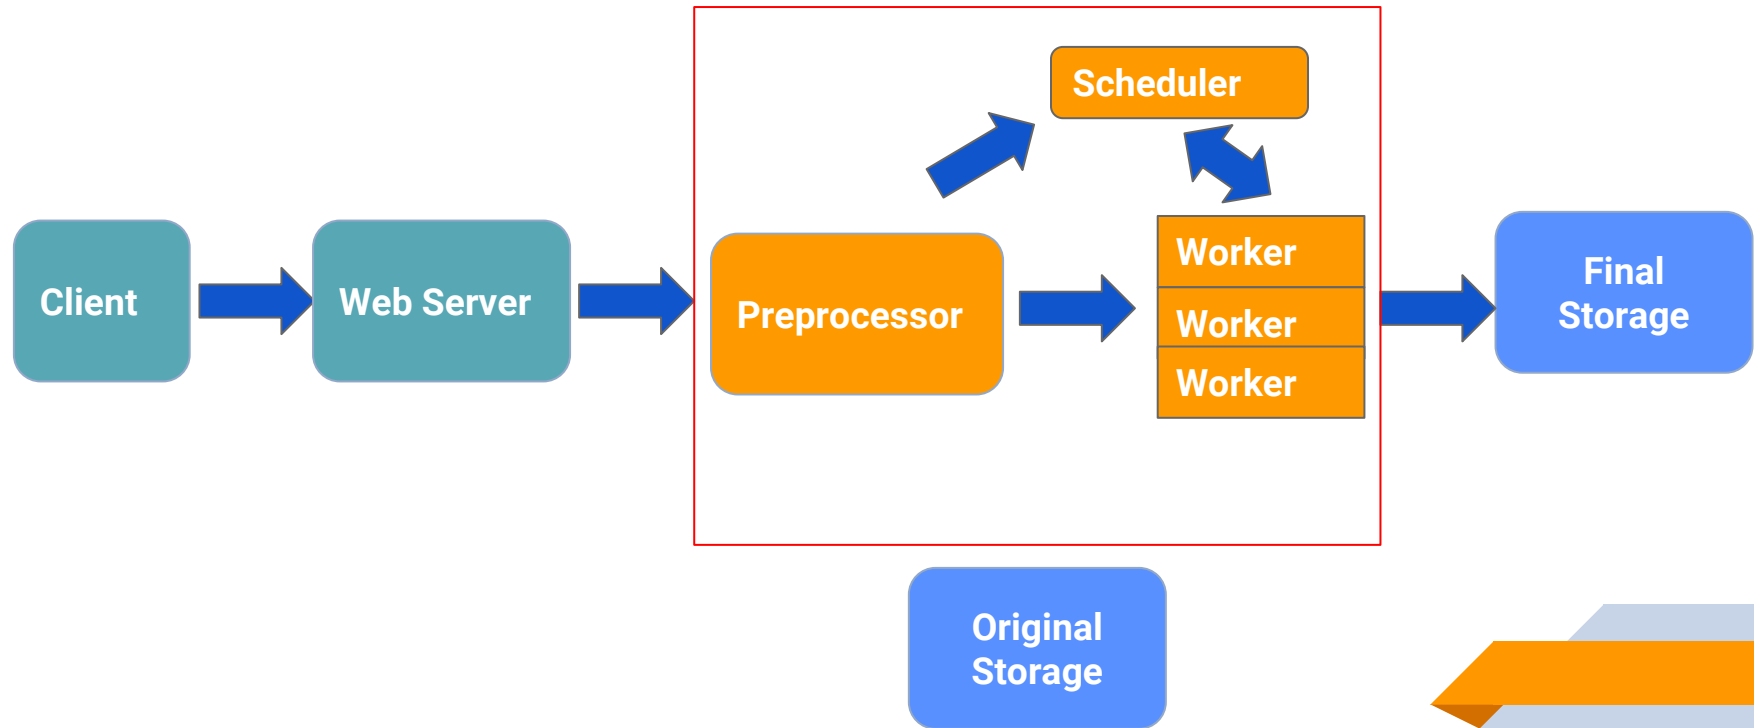 Scheduler
Client
Web Server
Preprocessor
Worker
Worker
Worker
Final
Storage
Original
Storage